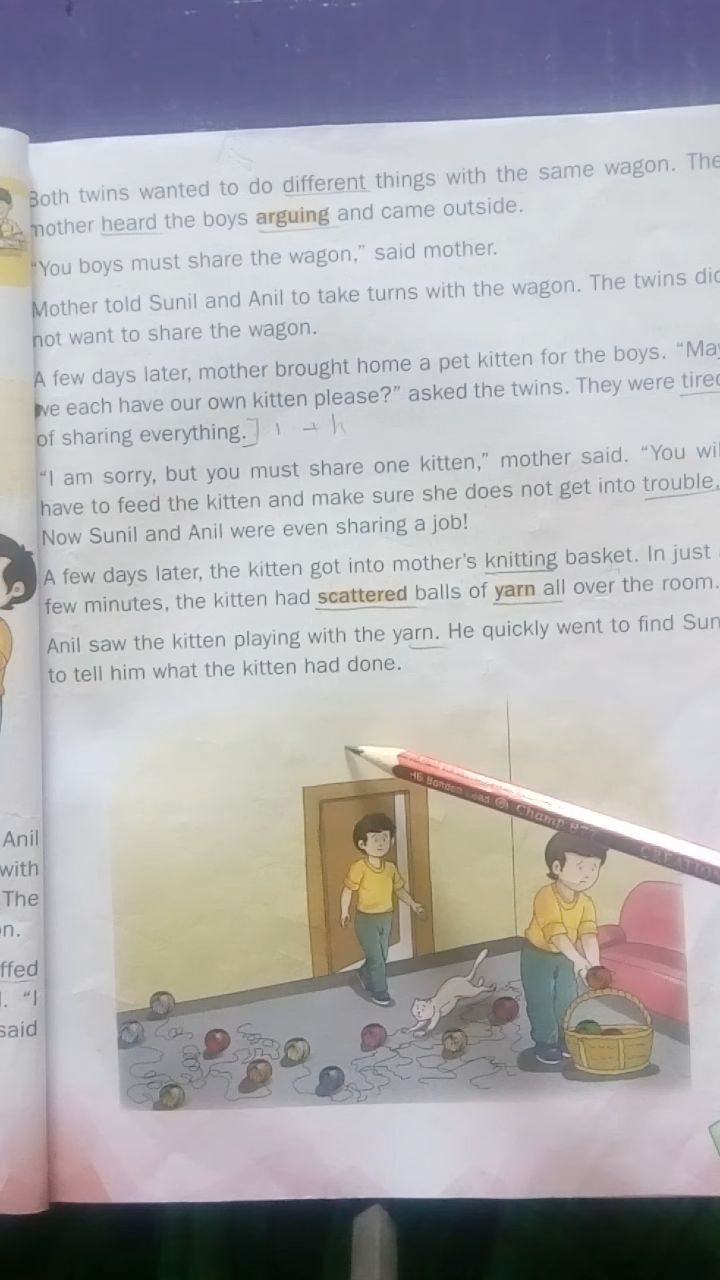 Both twins wanted to do different things with the same wagon. The
mother heard the boys arguing and came outside.
“You boys must share the wagon,” said mother.
Mother told Sunil and Anil to take turns with the wagon. The twins did
not want to share the wagon.
A few days later, mother brought home a pet kitten for the boys. “May
we each have our own kitten please?” asked the twins. They were tired
of sharing everything.
“I am sorry, but you must share one kitten,” mother said. “You will
have to feed the kitten and make sure she does not get into trouble.
Now Sunil and Anil were even sharing a job!
A few days later, the kitten got into mother’s knitting basket. In just
few minutes, the kitten had scattered balls of yarn all over the room.
Anil saw the kitten playing with the yarn. He quickly went to find Sun
to tell him what the kitten had done.
HB Bonded Lead Champ
CREATION
Anil
with
The
n.
ffed
. “I
said